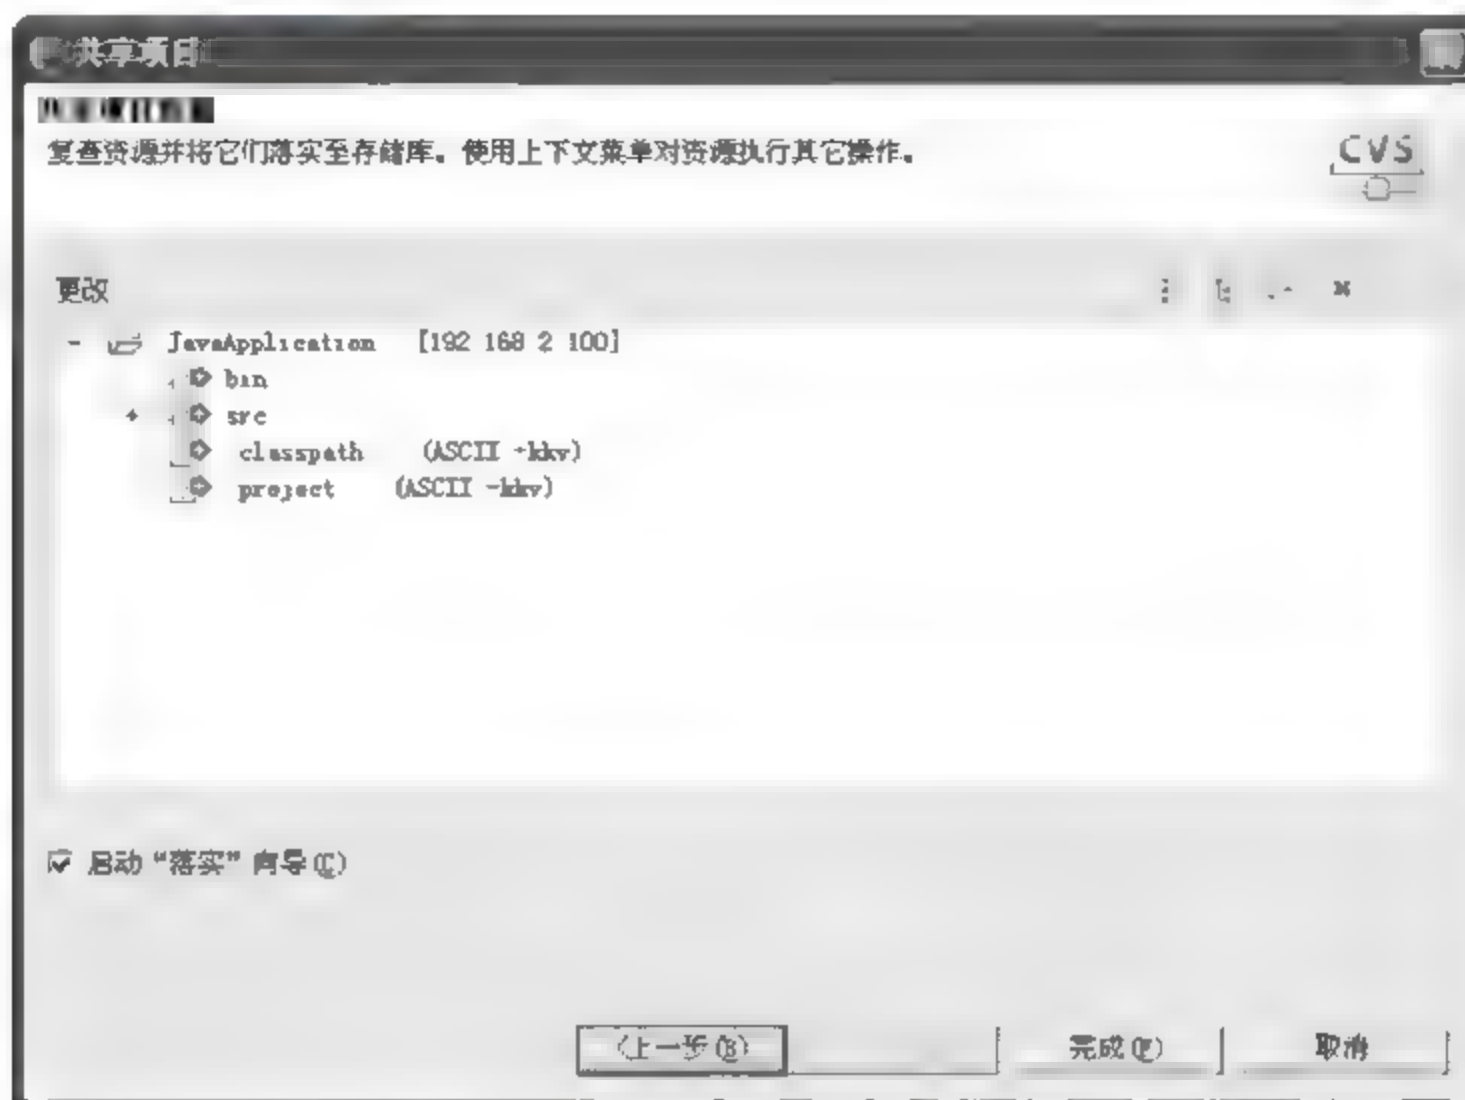 共享项目
复查资源并将它们落实至存储库。使用上下文菜单对资源执行其它操作。
CVS
更改
JavaApplication [192 168 2 100]
bin
src
classpath (ASCII -kkv)
project (ASCII -kkv)
启动“落实”向导(C)
<上一步(B)
完成(F)
取消